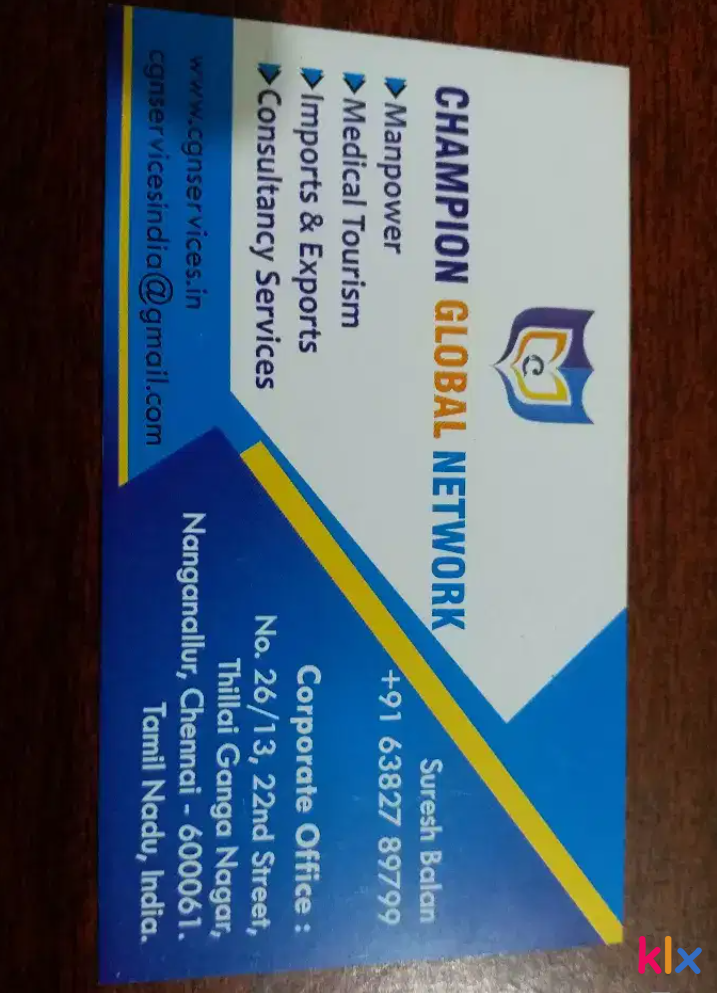 C
CHAMPION GLOBAL NETWORK
Manpower
Medical Tourism
Imports & Exports
Consultancy Services
www.cgnservices.in
cgnservicesindia@gmail.com
Suresh Balan
+91 63827 89799
Corporate Office :
No. 26/13, 22nd Street,
Thillai Ganga Nagar,
Nanganallur, Chennai - 600061.
Tamil Nadu, India.
klx